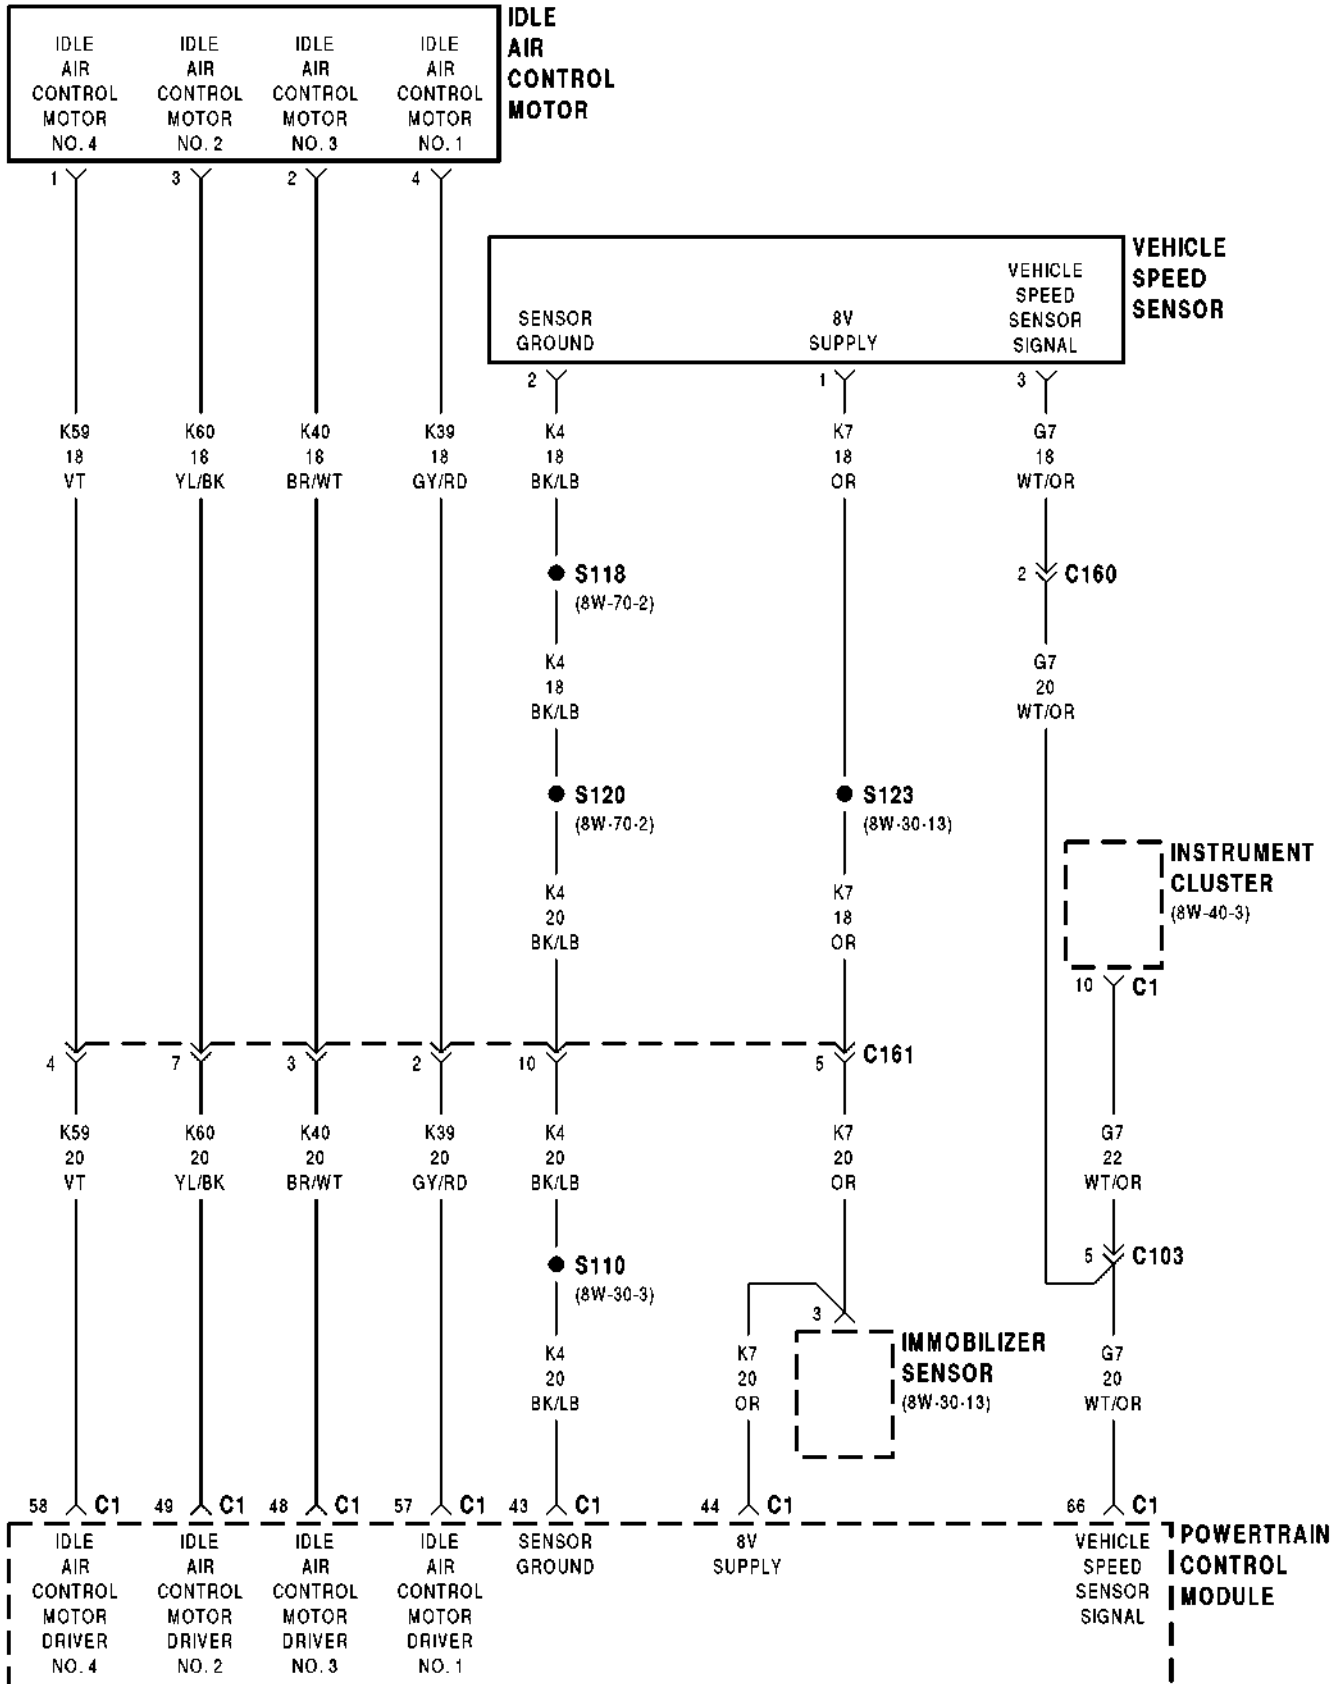 IDLE
AIR
CONTROL
MOTOR
NO. 4
IDLE
AIR
CONTROL
MOTOR
NO. 2
IDLE
AIR
CONTROL
MOTOR
NO. 3
IDLE
AIR
CONTROL
MOTOR
NO. 1
IDLE
AIR
CONTROL
MOTOR
1
3
2
4
SENSOR
GROUND
8V
SUPPLY
VEHICLE
SPEED
SENSOR
SIGNAL
VEHICLE
SPEED
SENSOR
2
1
3
K59
18
VT
K60
18
YL/BK
K40
18
BR/WT
K39
18
GY/RD
K4
18
BK/LB
K7
18
OR
G7
18
WT/OR
S118
(8W-70-2)
2
C160
K4
18
BK/LB
G7
20
WT/OR
S120
(8W-70-2)
S123
(8W-30-13)
INSTRUMENT
CLUSTER
(8W-40-3)
K4
20
BK/LB
K7
18
OR
10
C1
4
7
3
2
10
5
C161
K59
20
VT
K60
20
YL/BK
K40
20
BR/WT
K39
20
GY/RD
K4
20
BK/LB
K7
20
OR
G7
22
WT/OR
S110
(8W-30-3)
5
C103
3
IMMOBILIZER
SENSOR
(8W-30-13)
K4
20
BK/LB
K7
20
OR
G7
20
WT/OR
58
C1
49
C1
48
C1
57
C1
43
C1
44
C1
66
C1
IDLE
AIR
CONTROL
MOTOR
DRIVER
NO. 4
IDLE
AIR
CONTROL
MOTOR
DRIVER
NO. 2
IDLE
AIR
CONTROL
MOTOR
DRIVER
NO. 3
IDLE
AIR
CONTROL
MOTOR
DRIVER
NO. 1
SENSOR
GROUND
8V
SUPPLY
VEHICLE
SPEED
SENSOR
SIGNAL
POWERTRAIN
CONTROL
MODULE